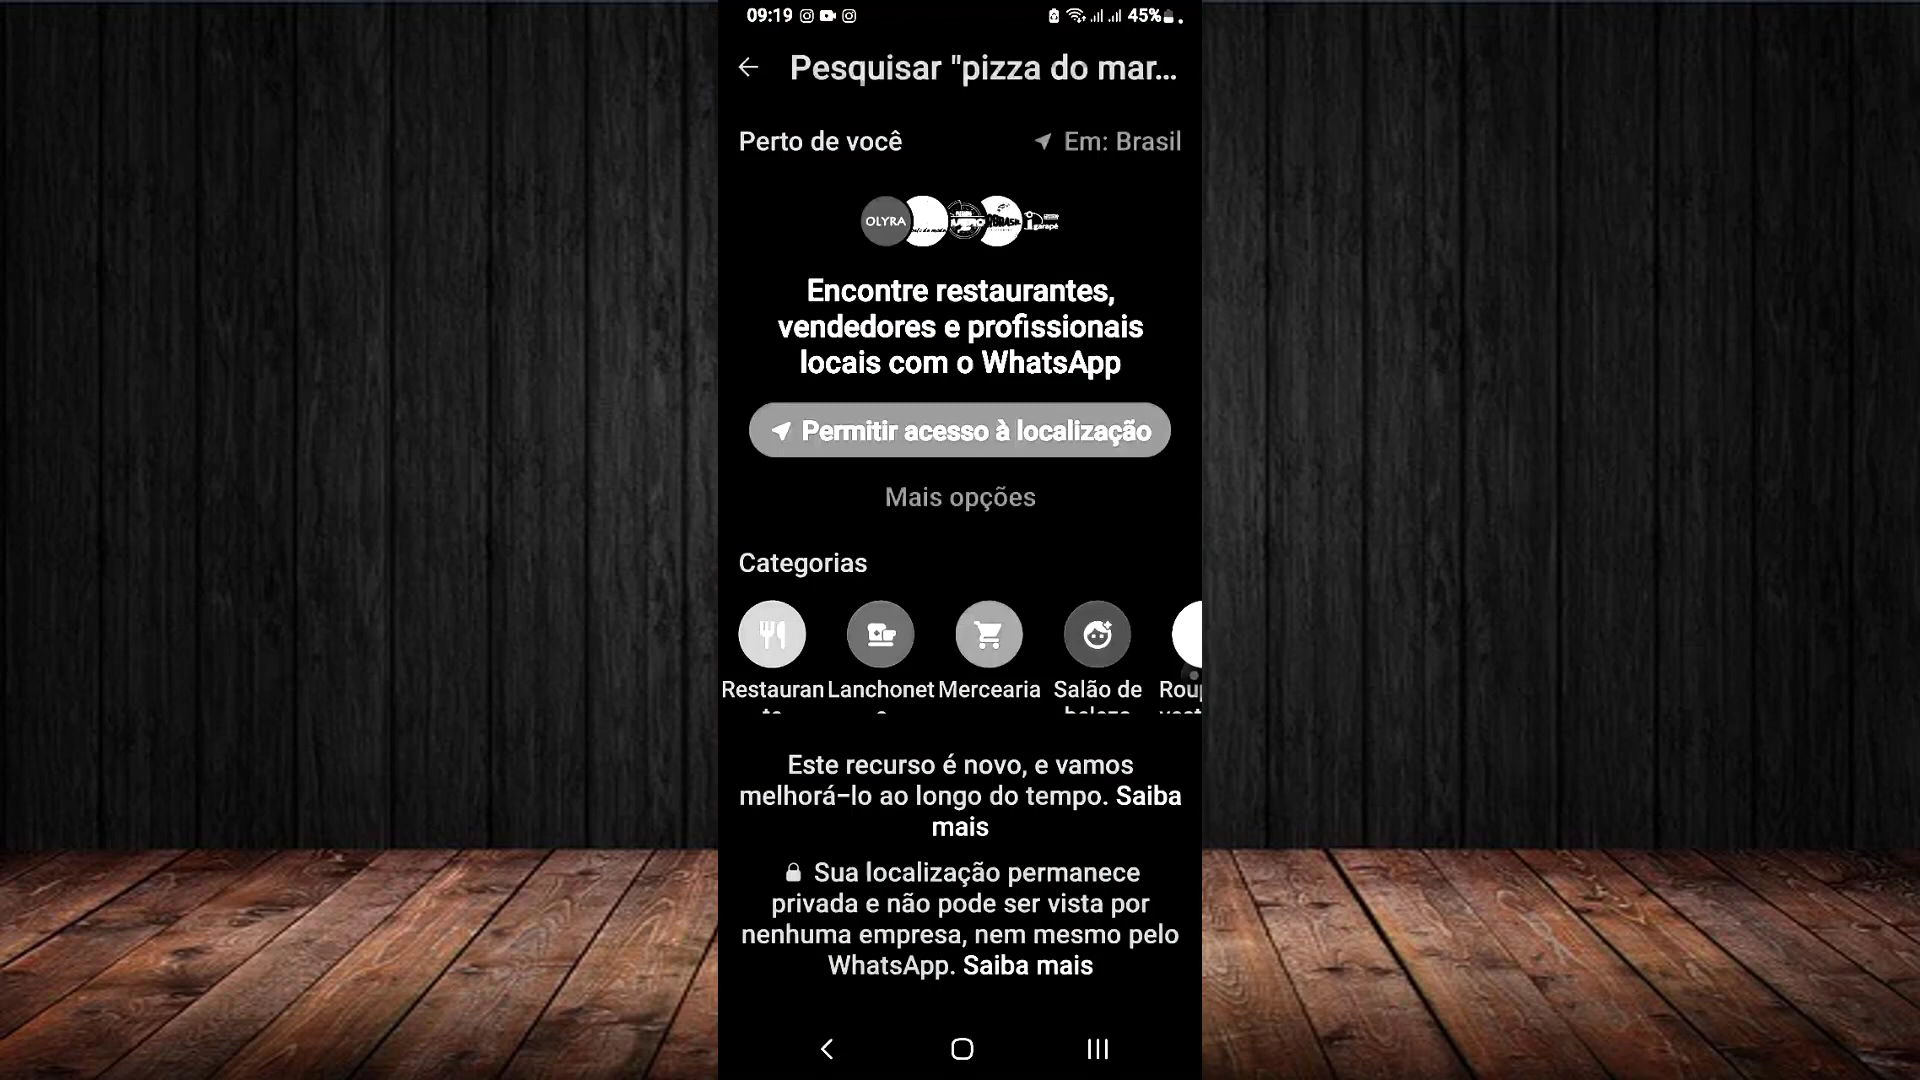 09:19
45%
Pesquisar "pizza do mar...
Perto de você
Em: Brasil
OLYRA
Encontre restaurantes,
vendedores e profissionais
locais com o WhatsApp
Permitir acesso à localização
Mais opções
Categorias
Restauran Lanchonet Mercearia Salão de Roup
te e beleza vest
Este recurso é novo, e vamos
melhorá-lo ao longo do tempo. Saiba
mais
Sua localização permanece
privada e não pode ser vista por
nenhuma empresa, nem mesmo pelo
WhatsApp. Saiba mais